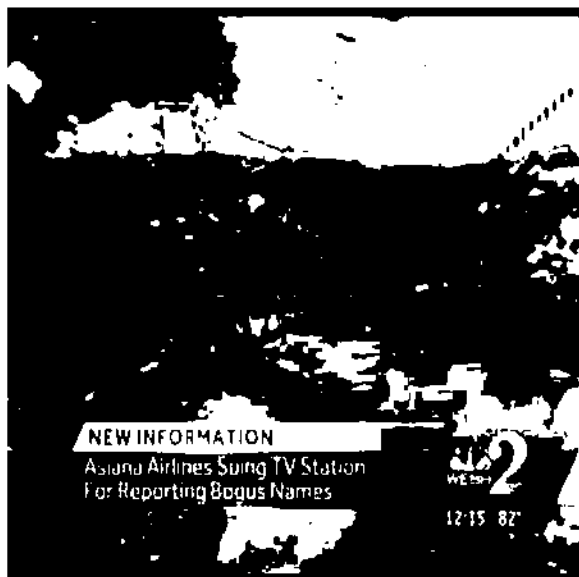 NEW INFORMATION
Asiana Airlines Suing TV Station
For Reporting Bogus Names
2
WESH
12:15 82°